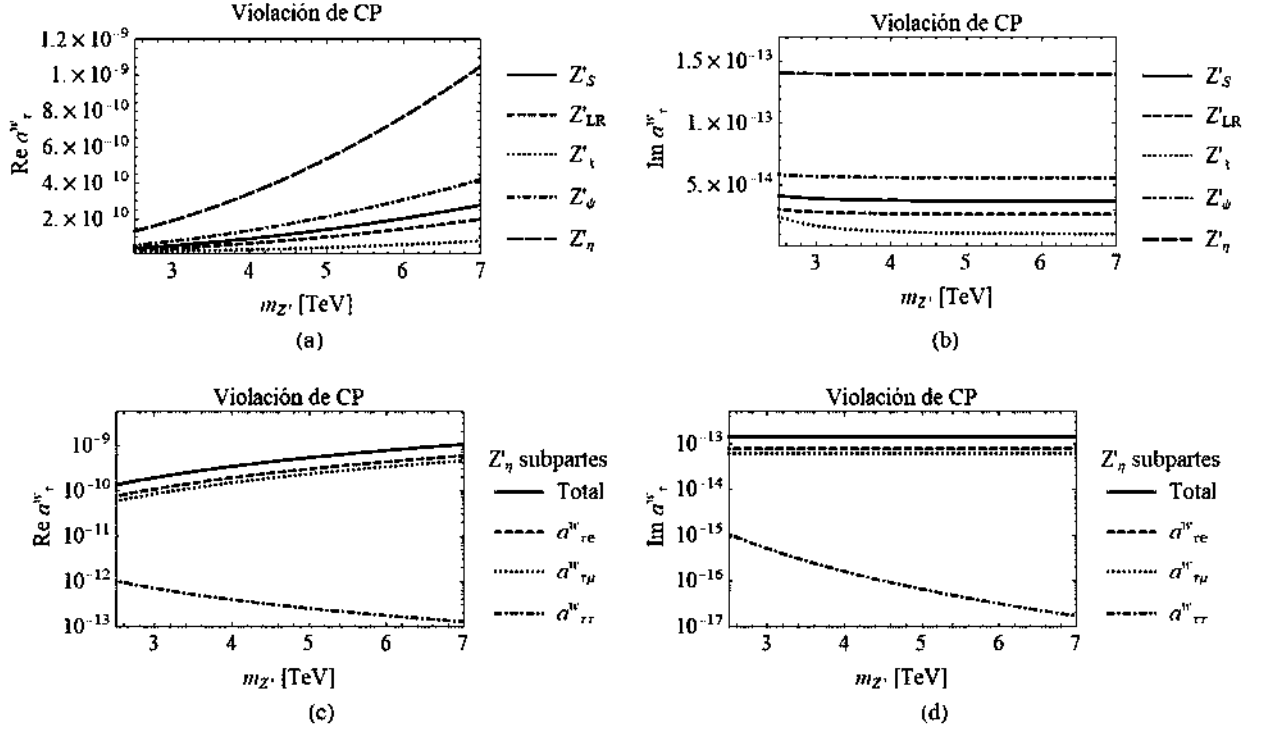 Violación de CP
Re a^w_τ
1.2 × 10^-9
1. × 10^-9
8. × 10^-10
6. × 10^-10
4. × 10 10
2. × 10 10
3 4 5 6 7
m_Z' [TeV]
Z'_S
Z'_LR
Z'_χ
Z'_ψ
Z'_η
(a)
Violación de CP
Im a^w_τ
1.5 × 10^-13
1. × 10^-13
5. × 10^-14
3 4 5 6 7
m_Z' [TeV]
Z'_S
Z'_LR
Z'_χ
Z'_ψ
Z'_η
(b)
Violación de CP
Re a^w_τ
10^-9
10^-10
10^-11
10^-12
10^-13
3 4 5 6 7
m_Z' [TeV]
Z'_η subpartes
Total
a^w_τe
a^w_τμ
a^w_ττ
(c)
Violación de CP
Im a^w_τ
10^-13
10^-14
10^-15
10^-16
10^-17
3 4 5 6 7
m_Z' [TeV]
Z'_η subpartes
Total
a^w_τe
a^w_τμ
a^w_ττ
(d)